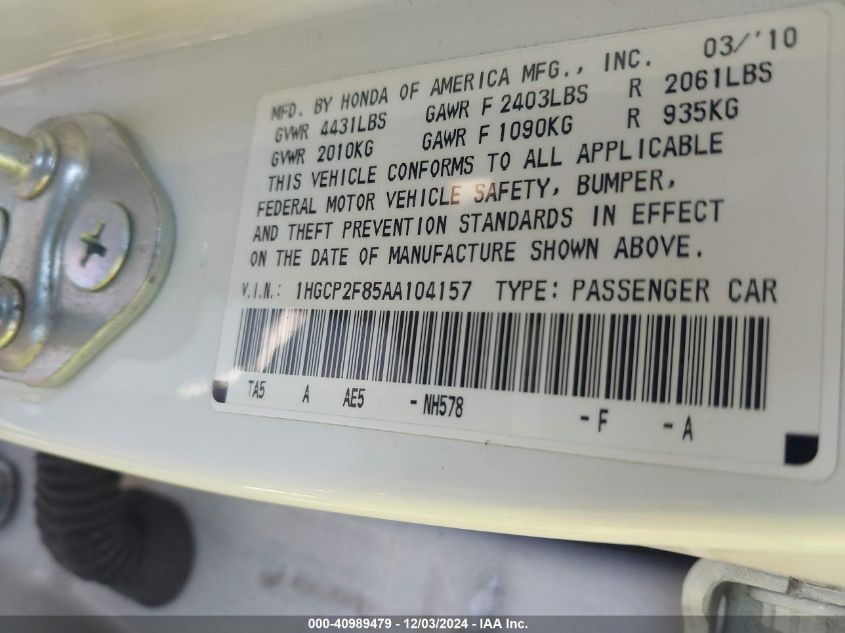 MFD. BY HONDA OF AMERICA MFG., INC. 03/'10
GVWR 4431LBS GAWR F 2403LBS R 2061LBS
GVWR 2010KG GAWR F 1090KG R 935KG
THIS VEHICLE CONFORMS TO ALL APPLICABLE
FEDERAL MOTOR VEHICLE SAFETY, BUMPER,
AND THEFT PREVENTION STANDARDS IN EFFECT
ON THE DATE OF MANUFACTURE SHOWN ABOVE.
V.I.N.: 1HGCP2F85AA104157 TYPE: PASSENGER CAR
TA5 A AE5 -NH578 -F -A
000-40989479 - 12/03/2024 - IAA Inc.